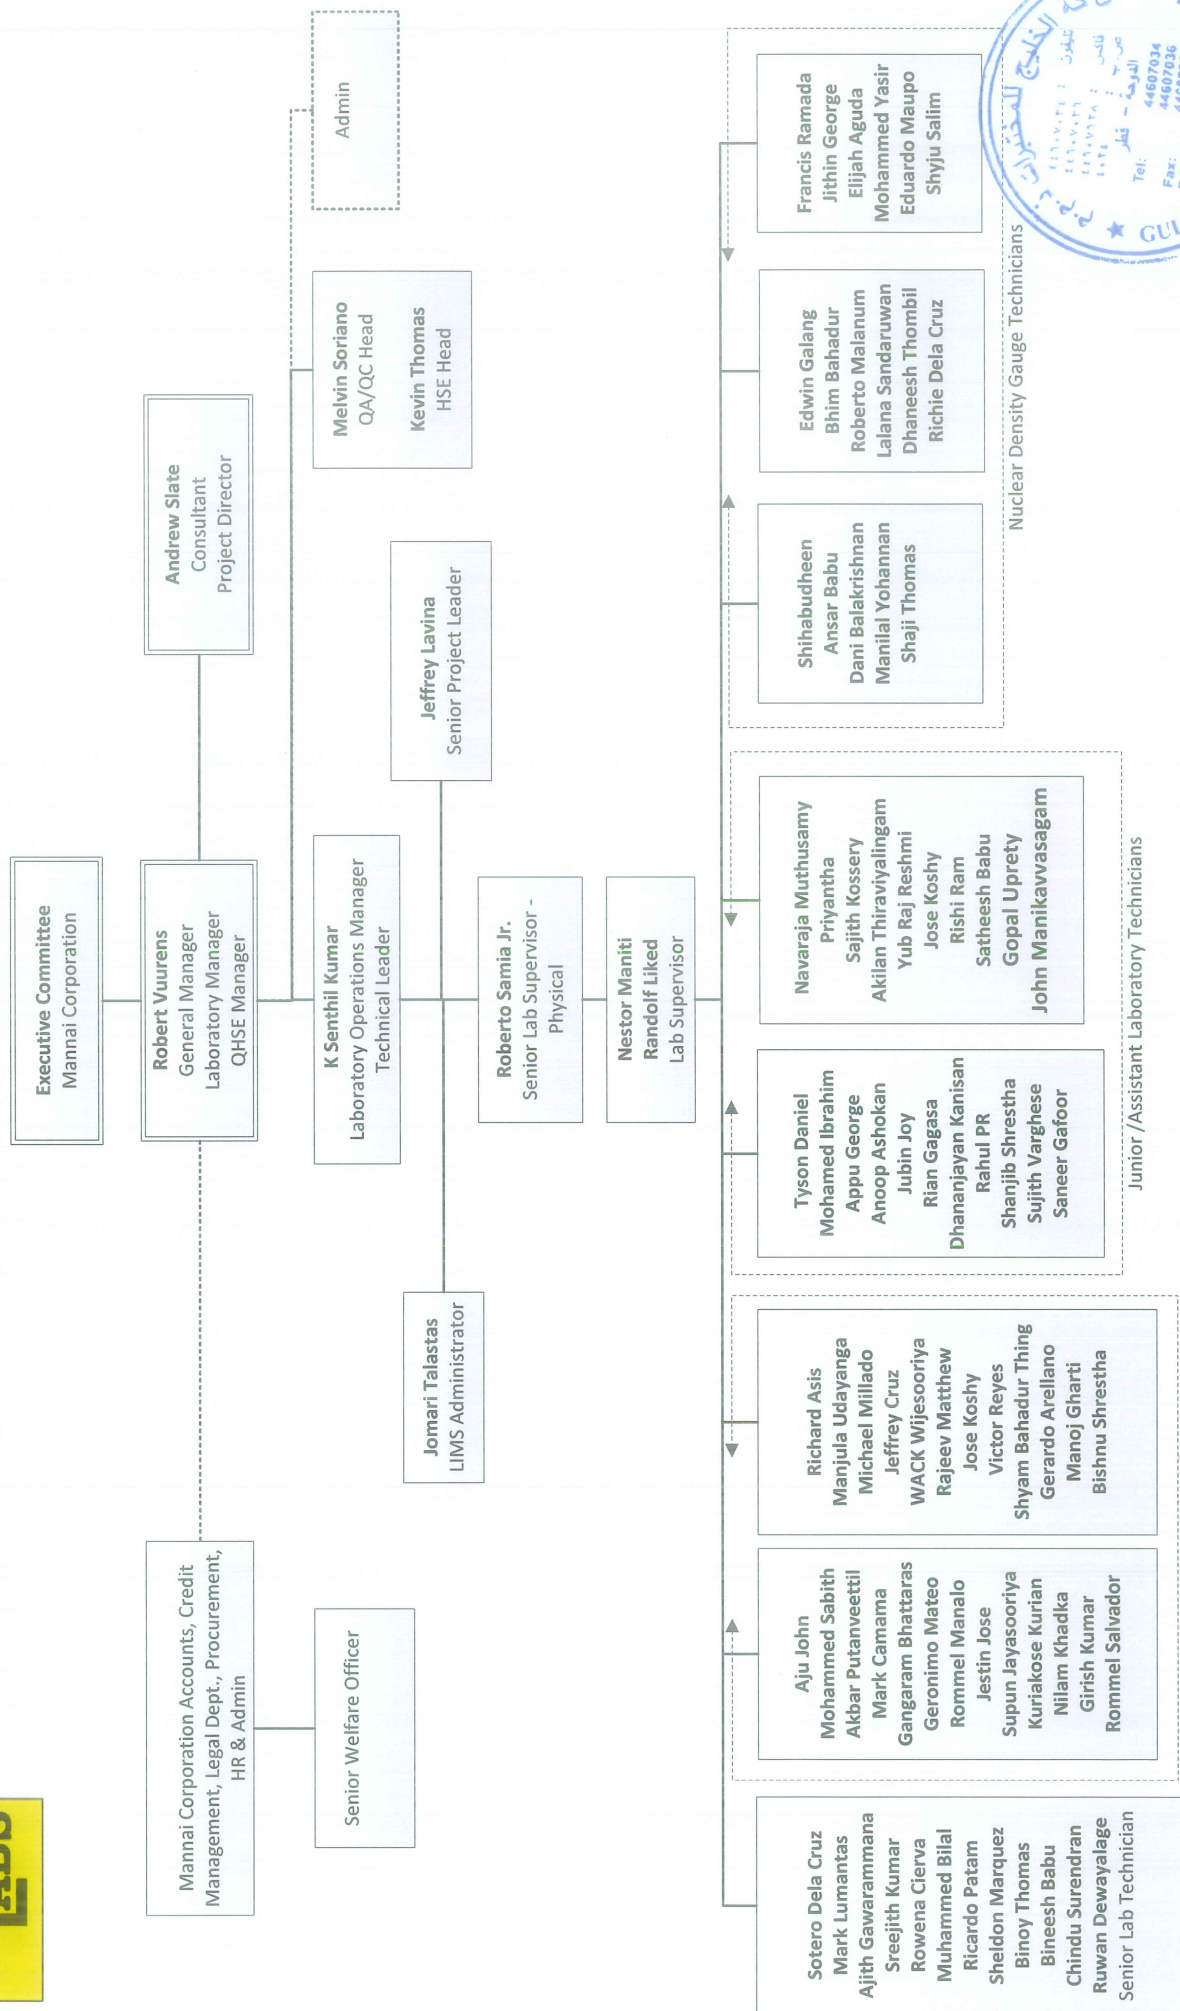 LABS
Executive Committee
Mannai Corporation
Robert Vuurens
General Manager
Laboratory Manager
QHSE Manager
Andrew Slate
Consultant
Project Director
Mannai Corporation Accounts, Credit
Management, Legal Dept., Procurement,
HR & Admin
Senior Welfare Officer
K Senthil Kumar
Laboratory Operations Manager
Technical Leader
Melvin Soriano
QA/QC Head
Kevin Thomas
HSE Head
Admin
Jomari Talastas
LIMS Administrator
Jeffrey Lavina
Senior Project Leader
Roberto Samia Jr.
Senior Lab Supervisor -
Physical
Nestor Maniti
Randolf Liked
Lab Supervisor
Sotero Dela Cruz
Mark Lumantas
Ajith Gawarammana
Sreejith Kumar
Rowena Cierva
Muhammed Bilal
Ricardo Patam
Sheldon Marquez
Binoy Thomas
Bineesh Babu
Chindu Surendran
Ruwan Dewayalage
Senior Lab Technician
Aju John
Mohammed Sabith
Akbar Putanveettil
Mark Camama
Gangaram Bhattaras
Geronimo Mateo
Rommel Manalo
Jestin Jose
Supun Jayasooriya
Kuriakose Kurian
Nilam Khadka
Girish Kumar
Rommel Salvador
Richard Asis
Manjula Udayanga
Michael Millado
Jeffrey Cruz
WACK Wijesooriya
Rajeev Matthew
Jose Koshy
Victor Reyes
Shyam Bahadur Thing
Gerardo Arellano
Manoj Gharti
Bishnu Shrestha
Tyson Daniel
Mohamed Ibrahim
Appu George
Anoop Ashokan
Jubin Joy
Rian Gagasa
Dhananjayan Kanisan
Rahul PR
Shanjib Shrestha
Sujith Varghese
Saneer Gafoor
Navaraja Muthusamy
Priyantha
Sajith Kossery
Akilan Thiraviyalingam
Yub Raj Reshmi
Jose Koshy
Rishi Ram
Satheesh Babu
Gopal Uprety
John Manikavvasagam
Junior /Assistant Laboratory Technicians
Shihabudheen
Ansar Babu
Dani Balakrishnan
Manilal Yohannan
Shaji Thomas
Edwin Galang
Bhim Bahadur
Roberto Malanum
Lalana Sandaruwan
Dhaneesh Thombil
Richie Dela Cruz
Francis Ramada
Jithin George
Elijah Aguda
Mohammed Yasir
Eduardo Maupo
Shyju Salim
Nuclear Density Gauge Technicians
الخليج للمختبرات ذ.م.م
تليفون : ٤٤٦٠٧٠٣٤
٤٤٦٠٧٠٣٦
فاكس :
الدوحة - قطر
Tel: 44607034
44607036
Fax: